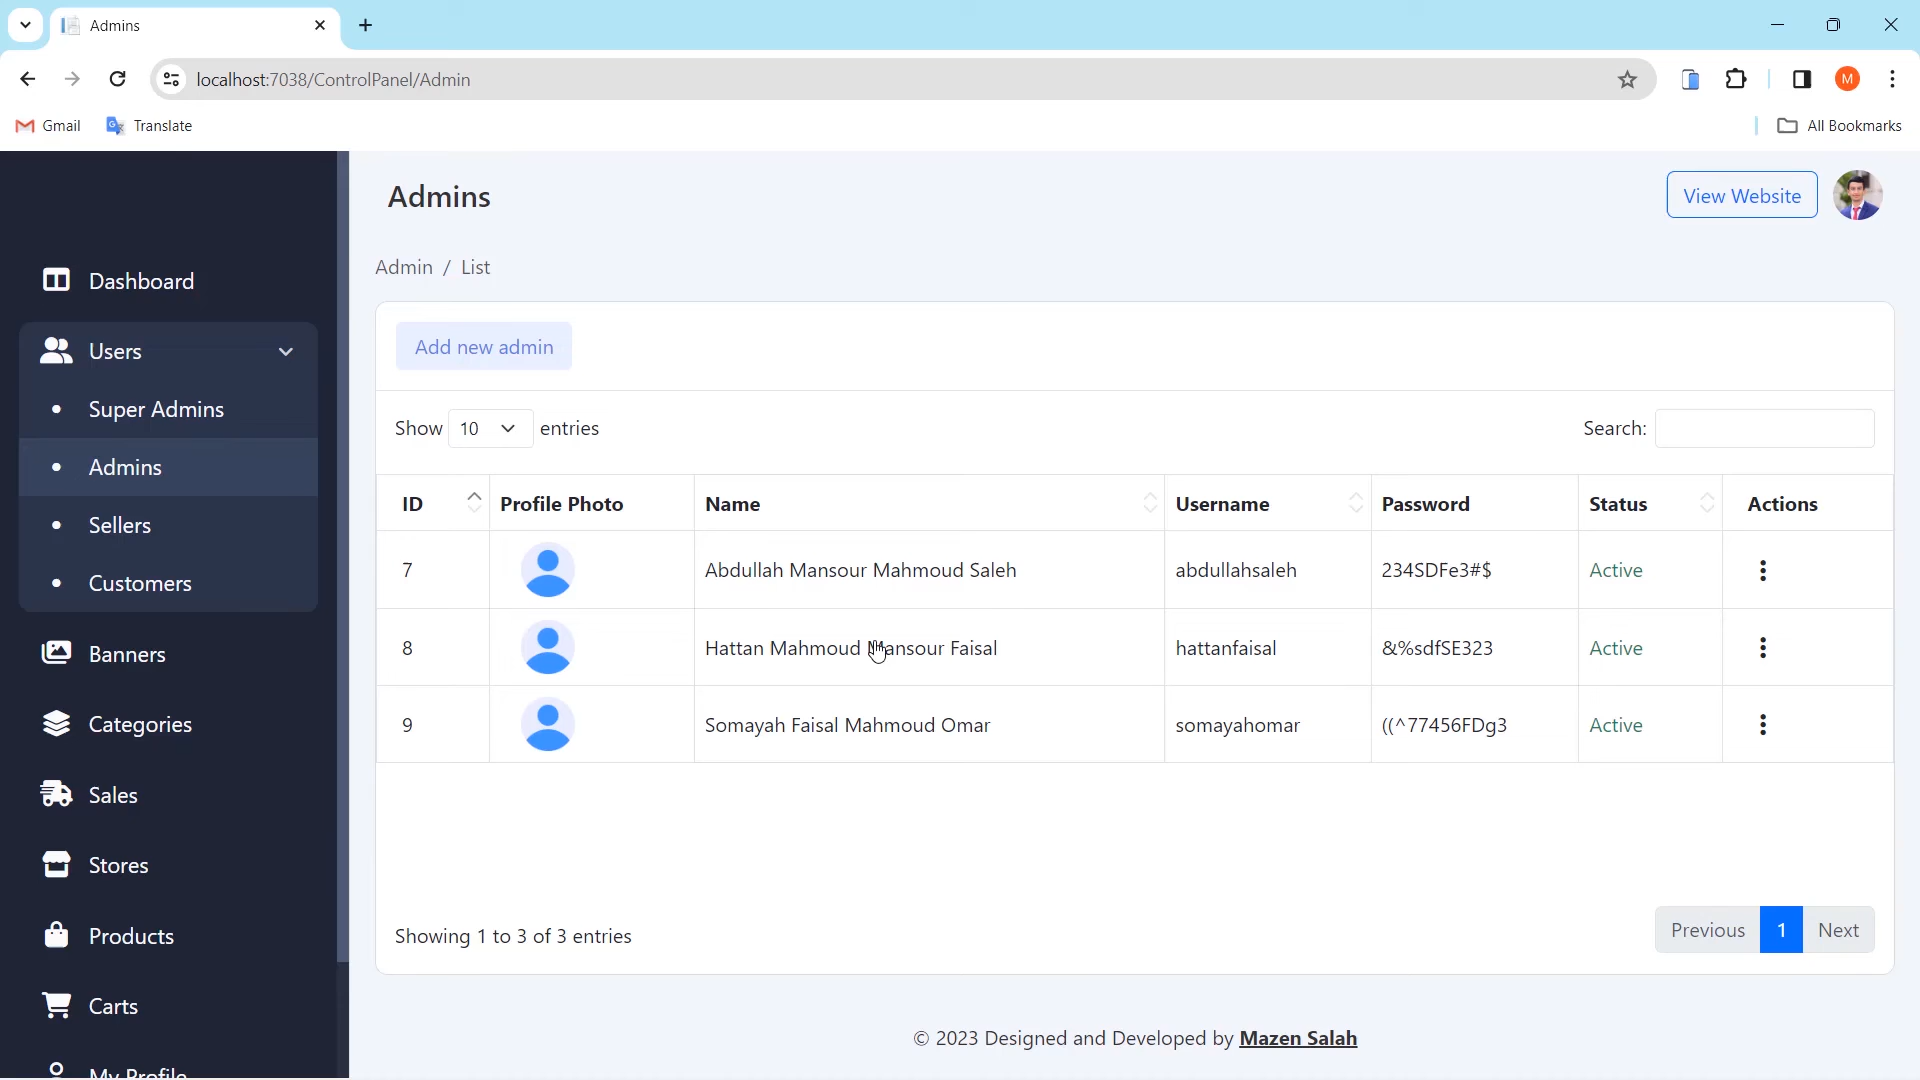 Admins
localhost:7038/ControlPanel/Admin
M
Gmail
Translate
All Bookmarks
Admins
View Website
Dashboard
Users
Super Admins
Admins
Sellers
Customers
Banners
Categories
Sales
Stores
Products
Carts
My Profile
Admin / List
Add new admin
Show 10 entries
Search:
ID Profile Photo Name Username Password Status Actions
7 Abdullah Mansour Mahmoud Saleh abdullahsaleh 234SDFe3#$ Active
8 Hattan Mahmoud Mansour Faisal hattanfaisal &%sdfSE323 Active
9 Somayah Faisal Mahmoud Omar somayahomar ((^77456FDg3 Active
Showing 1 to 3 of 3 entries
Previous 1 Next
© 2023 Designed and Developed by Mazen Salah